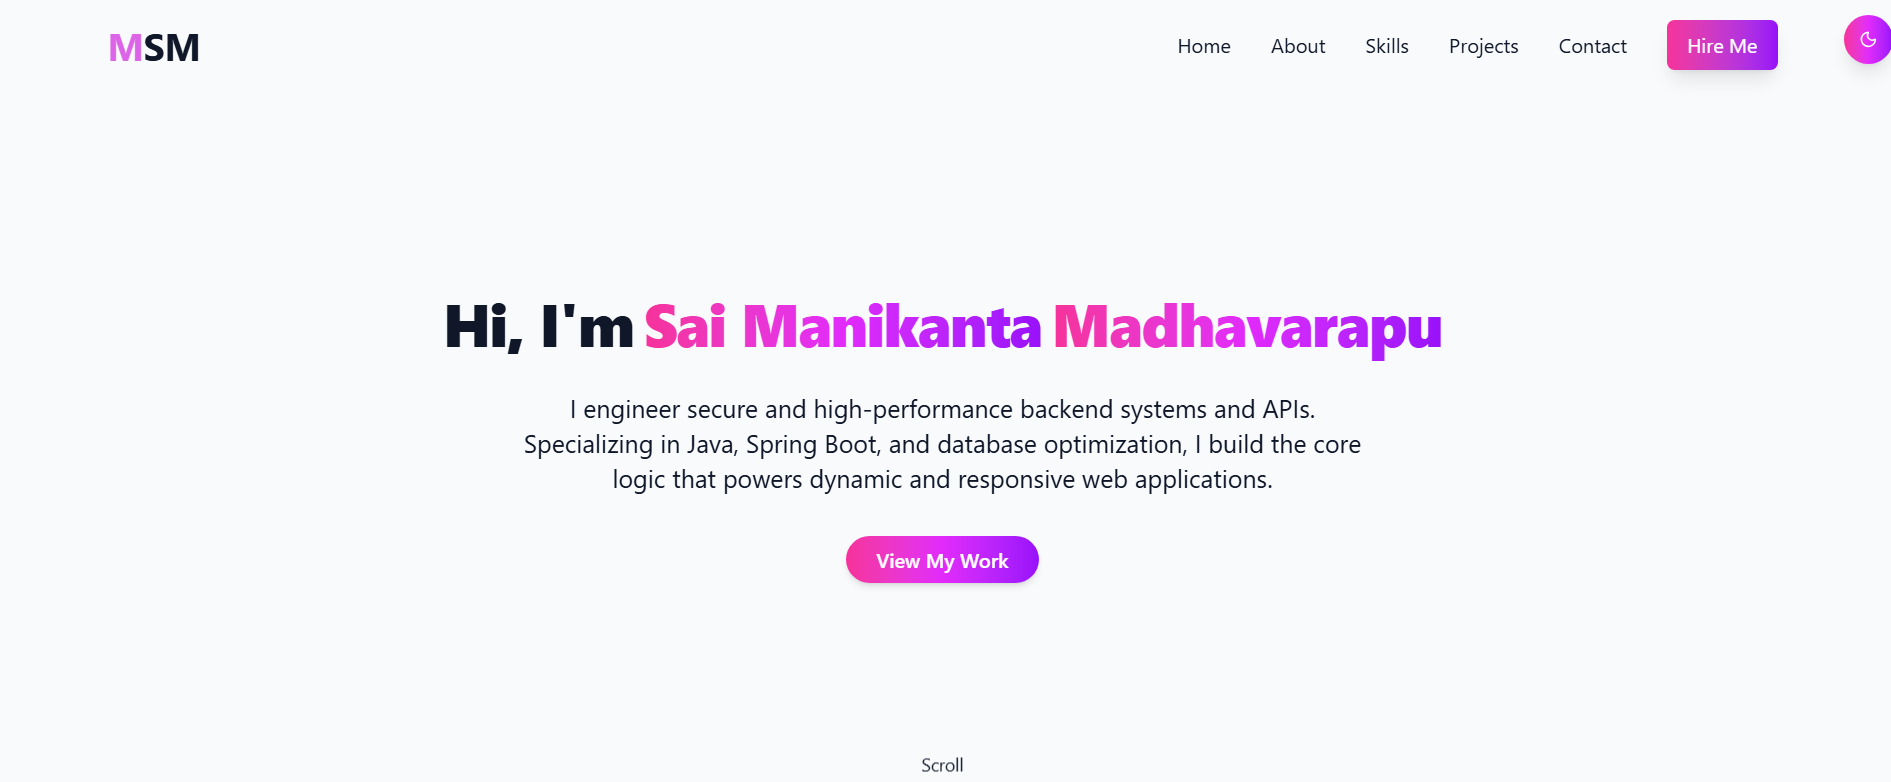 MSM
Home About Skills Projects Contact Hire Me
Hi, I'm Sai Manikanta Madhavarapu
I engineer secure and high-performance backend systems and APIs.
Specializing in Java, Spring Boot, and database optimization, I build the core
logic that powers dynamic and responsive web applications.
View My Work
Scroll